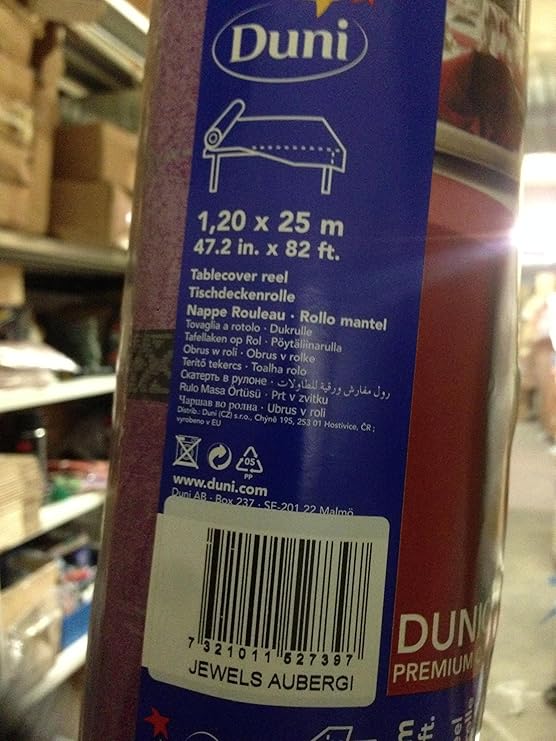 Duni
1,20 x 25 m
47.2 in. x 82 ft.
Tablecover reel
Tischdeckenrolle
Nappe Rouleau · Rollo mantel
Tovaglia a rotolo · Dukrulle
Tafellaken op Rol · Pöytäliinarulla
Obrus w roli · Obrus v rolke
Terítő tekercs · Toalha rolo
Скатерть в рулоне · رول مفارش ورقية للطاولات
Rulo Masa Örtüsü · Prt v zvitku
Чаршав во ролна · Ubrus v roli
Distrib.: Duni (CZ) s.r.o., Chýně 195, 253 01 Hostivice, ČR;
vyrobeno v EU
05
PP
www.duni.com
Duni AB · Box 237 · SE-201 22 Malmö
7 321011 527397
JEWELS AUBERGI
DUNI
PREMIUM
m
ft.